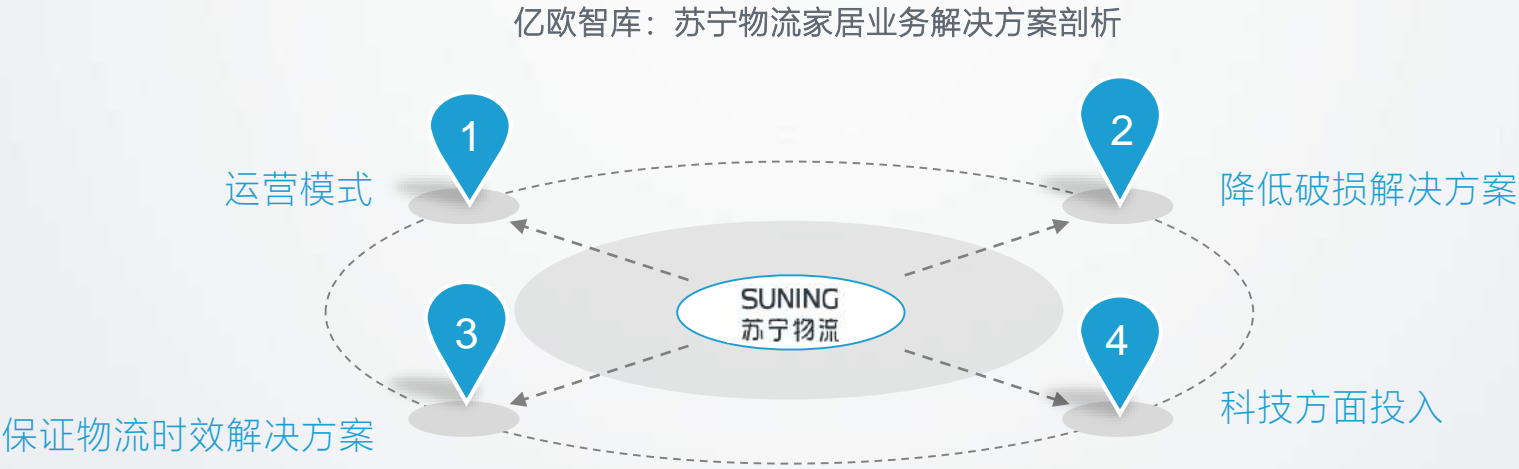 亿欧智库：苏宁物流家居业务解决方案剖析
1
2
运营模式
降低破损解决方案
SUNING
苏宁物流
3
4
保证物流时效解决方案
科技方面投入